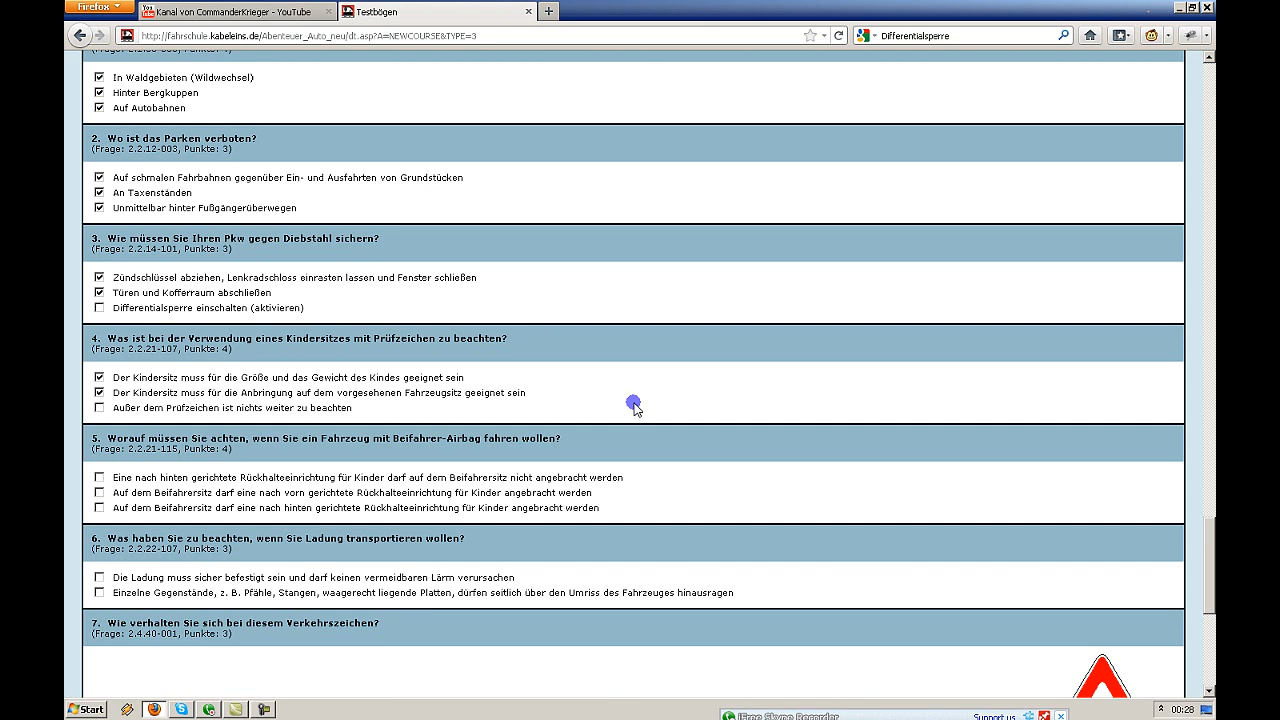 Firefox
Kanal von CommanderKrieger - YouTube
Testbögen
http://fahrschule.kabeleins.de/Abenteuer_Auto_neu/dt.asp?A=NEWCOURSE&TYPE=3
Differentialsperre
In Waldgebieten (Wildwechsel)
Hinter Bergkuppen
Auf Autobahnen
2. Wo ist das Parken verboten?
(Frage: 2.2.12-003, Punkte: 3)
Auf schmalen Fahrbahnen gegenüber Ein- und Ausfahrten von Grundstücken
An Taxenständen
Unmittelbar hinter Fußgängerüberwegen
3. Wie müssen Sie Ihren Pkw gegen Diebstahl sichern?
(Frage: 2.2.14-101, Punkte: 3)
Zündschlüssel abziehen, Lenkradschloss einrasten lassen und Fenster schließen
Türen und Kofferraum abschließen
Differentialsperre einschalten (aktivieren)
4. Was ist bei der Verwendung eines Kindersitzes mit Prüfzeichen zu beachten?
(Frage: 2.2.21-107, Punkte: 4)
Der Kindersitz muss für die Größe und das Gewicht des Kindes geeignet sein
Der Kindersitz muss für die Anbringung auf dem vorgesehenen Fahrzeugsitz geeignet sein
Außer dem Prüfzeichen ist nichts weiter zu beachten
5. Worauf müssen Sie achten, wenn Sie ein Fahrzeug mit Beifahrer-Airbag fahren wollen?
(Frage: 2.2.21-115, Punkte: 4)
Eine nach hinten gerichtete Rückhalteeinrichtung für Kinder darf auf dem Beifahrersitz nicht angebracht werden
Auf dem Beifahrersitz darf eine nach vorn gerichtete Rückhalteeinrichtung für Kinder angebracht werden
Auf dem Beifahrersitz darf eine nach hinten gerichtete Rückhalteeinrichtung für Kinder angebracht werden
6. Was haben Sie zu beachten, wenn Sie Ladung transportieren wollen?
(Frage: 2.2.22-107, Punkte: 3)
Die Ladung muss sicher befestigt sein und darf keinen vermeidbaren Lärm verursachen
Einzelne Gegenstände, z. B. Pfähle, Stangen, waagerecht liegende Platten, dürfen seitlich über den Umriss des Fahrzeuges hinausragen
7. Wie verhalten Sie sich bei diesem Verkehrszeichen?
(Frage: 2.4.40-001, Punkte: 3)
Start
iFree Skype Recorder
Support us
00:28